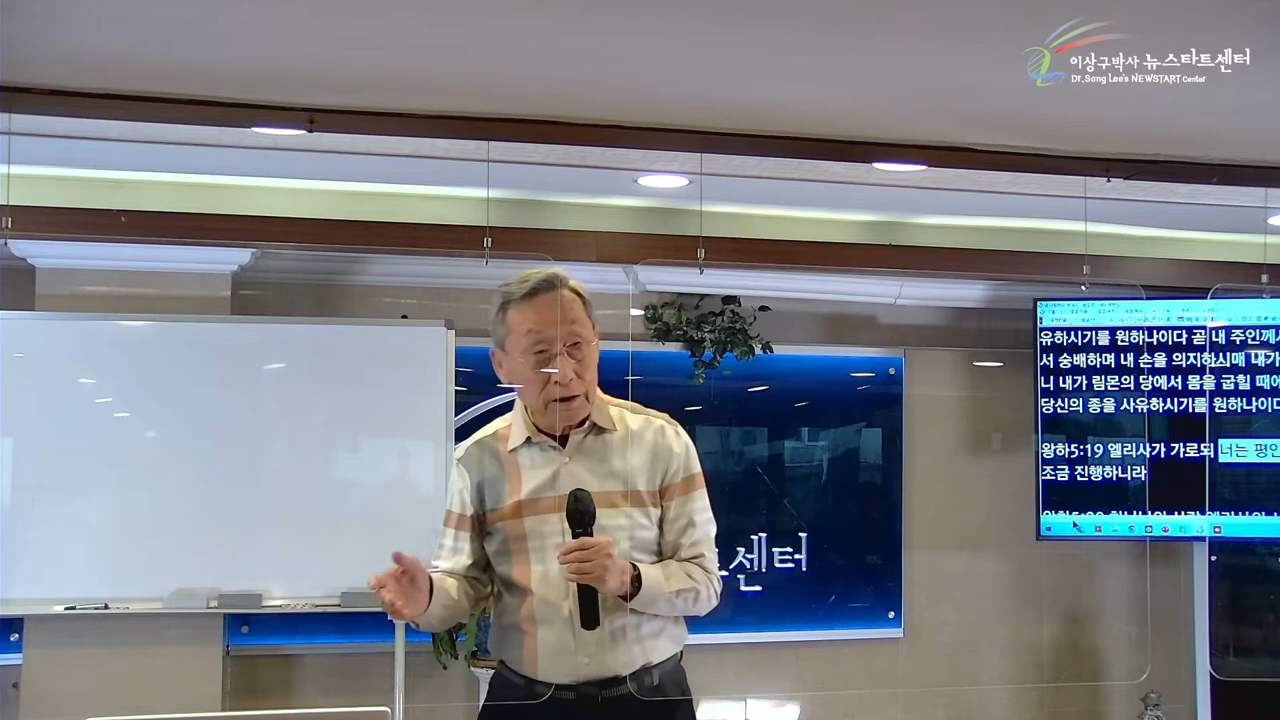 이상구박사 뉴스타트센터
Dr. Sang Lee's NEWSTART Center
유하시기를 원하나이다 곧 내 주인께서
서 숭배하며 내 손을 의지하시매 내가
니 내가 림몬의 당에서 몸을 굽힐 때에
당신의 종을 사유하시기를 원하나이다
왕하5:19 엘리사가 가로되 너는 평안
조금 진행하니라
센터